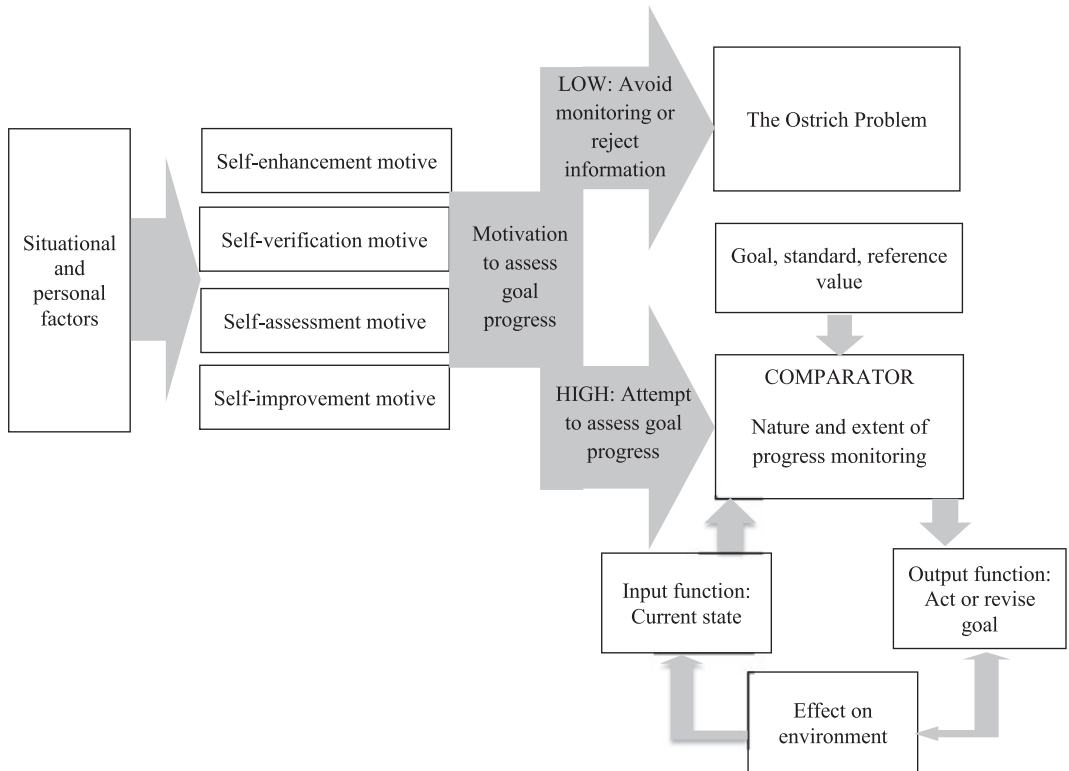 Situational
and
personal
factors
Self-enhancement motive
Self-verification motive
Self-assessment motive
Self-improvement motive
Motivation
to assess
goal
progress
LOW: Avoid
monitoring or
reject
information
The Ostrich Problem
HIGH: Attempt
to assess goal
progress
Goal, standard, reference
value
COMPARATOR
Nature and extent of
progress monitoring
Input function:
Current state
Output function:
Act or revise
goal
Effect on
environment